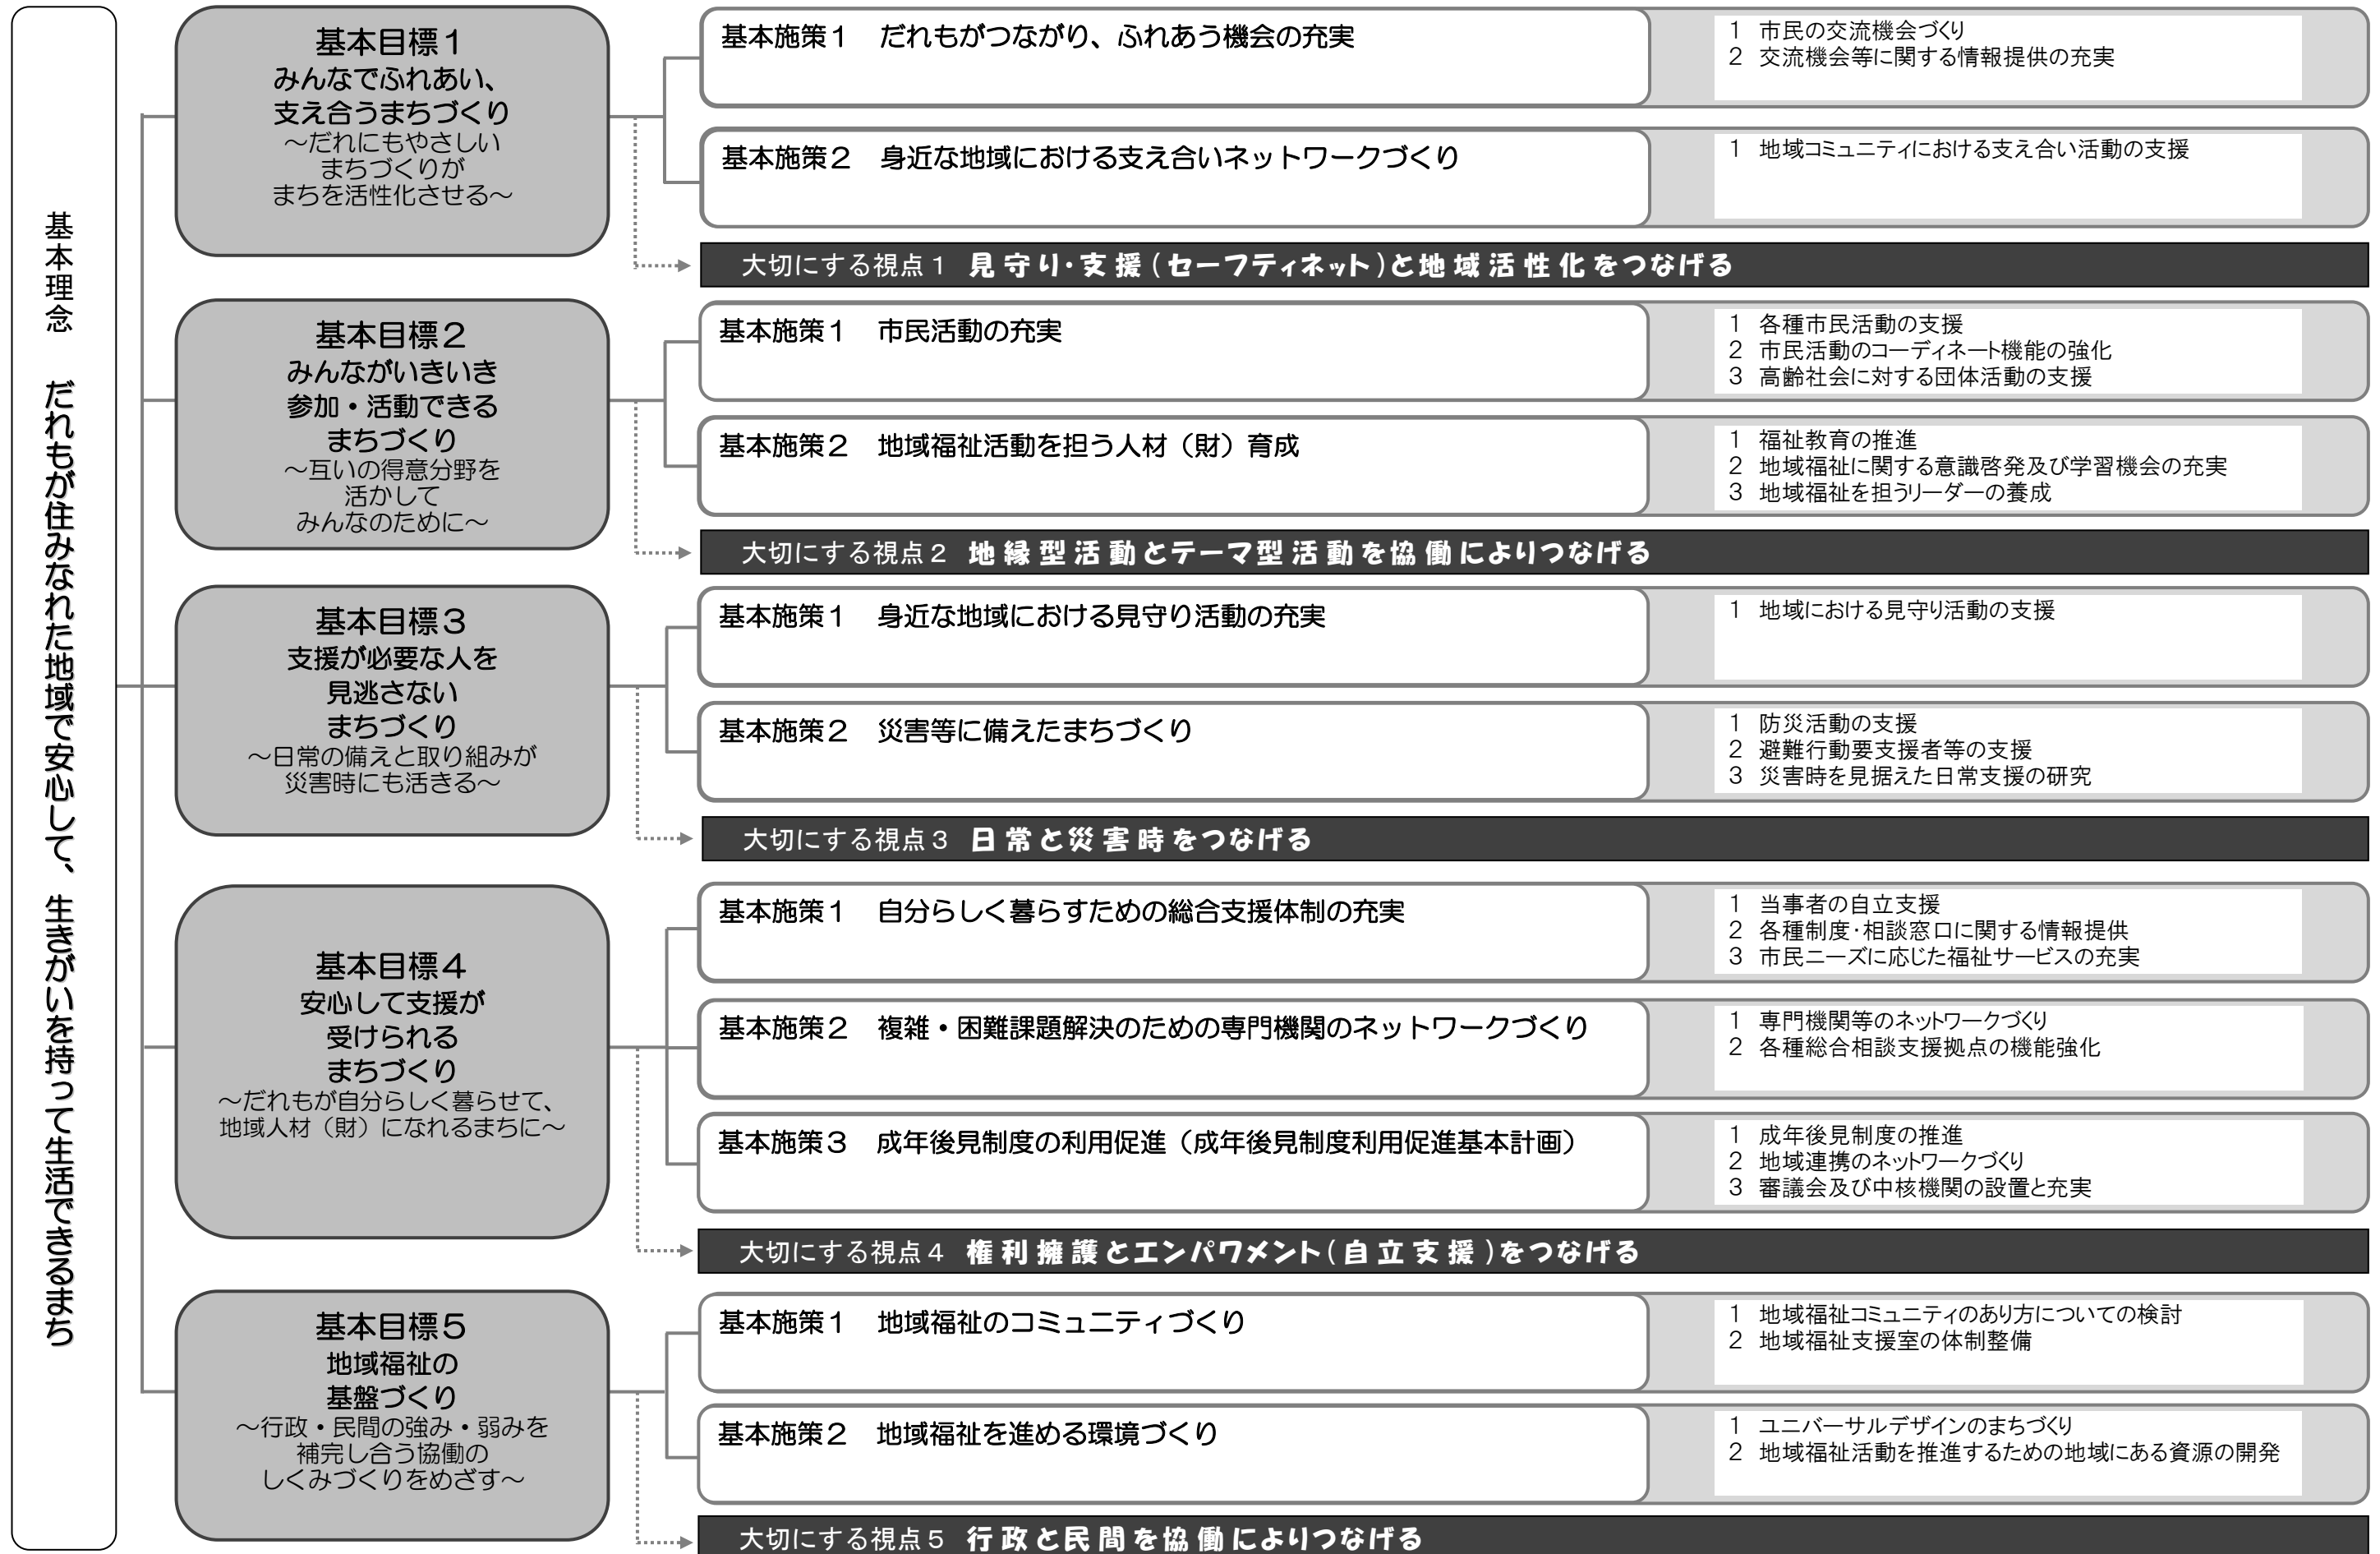 基本理念　だれもが住みなれた地域で安心して、生きがいを持って生活できるまち
基本目標１
みんなでふれあい、
支え合うまちづくり
～だれにもやさしい
まちづくりが
まちを活性化させる～
基本施策１　だれもがつながり、ふれあう機会の充実
1　市民の交流機会づくり
2　交流機会等に関する情報提供の充実
基本施策２　身近な地域における支え合いネットワークづくり
1　地域コミュニティにおける支え合い活動の支援
大切にする視点１　見守り・支援(セーフティネット)と地域活性化をつなげる
基本目標２
みんながいきいき
参加・活動できる
まちづくり
～互いの得意分野を
活かして
みんなのために～
基本施策１　市民活動の充実
1　各種市民活動の支援
2　市民活動のコーディネート機能の強化
3　高齢社会に対する団体活動の支援
基本施策２　地域福祉活動を担う人材（財）育成
1　福祉教育の推進
2　地域福祉に関する意識啓発及び学習機会の充実
3　地域福祉を担うリーダーの養成
大切にする視点２　地縁型活動とテーマ型活動を協働によりつなげる
基本目標３
支援が必要な人を
見逃さない
まちづくり
～日常の備えと取り組みが
災害時にも活きる～
基本施策１　身近な地域における見守り活動の充実
1　地域における見守り活動の支援
基本施策２　災害等に備えたまちづくり
1　防災活動の支援
2　避難行動要支援者等の支援
3　災害時を見据えた日常支援の研究
大切にする視点３　日常と災害時をつなげる
基本目標４
安心して支援が
受けられる
まちづくり
～だれもが自分らしく暮らせて、
地域人材（財）になれるまちに～
基本施策１　自分らしく暮らすための総合支援体制の充実
1　当事者の自立支援
2　各種制度・相談窓口に関する情報提供
3　市民ニーズに応じた福祉サービスの充実
基本施策２　複雑・困難課題解決のための専門機関のネットワークづくり
1　専門機関等のネットワークづくり
2　各種総合相談支援拠点の機能強化
基本施策３　成年後見制度の利用促進（成年後見制度利用促進基本計画）
1　成年後見制度の推進
2　地域連携のネットワークづくり
3　審議会及び中核機関の設置と充実
大切にする視点４　権利擁護とエンパワメント(自立支援)をつなげる
基本目標５
地域福祉の
基盤づくり
～行政・民間の強み・弱みを
補完し合う協働の
しくみづくりをめざす～
基本施策１　地域福祉のコミュニティづくり
1　地域福祉コミュニティのあり方についての検討
2　地域福祉支援室の体制整備
基本施策２　地域福祉を進める環境づくり
1　ユニバーサルデザインのまちづくり
2　地域福祉活動を推進するための地域にある資源の開発
大切にする視点５　行政と民間を協働によりつなげる